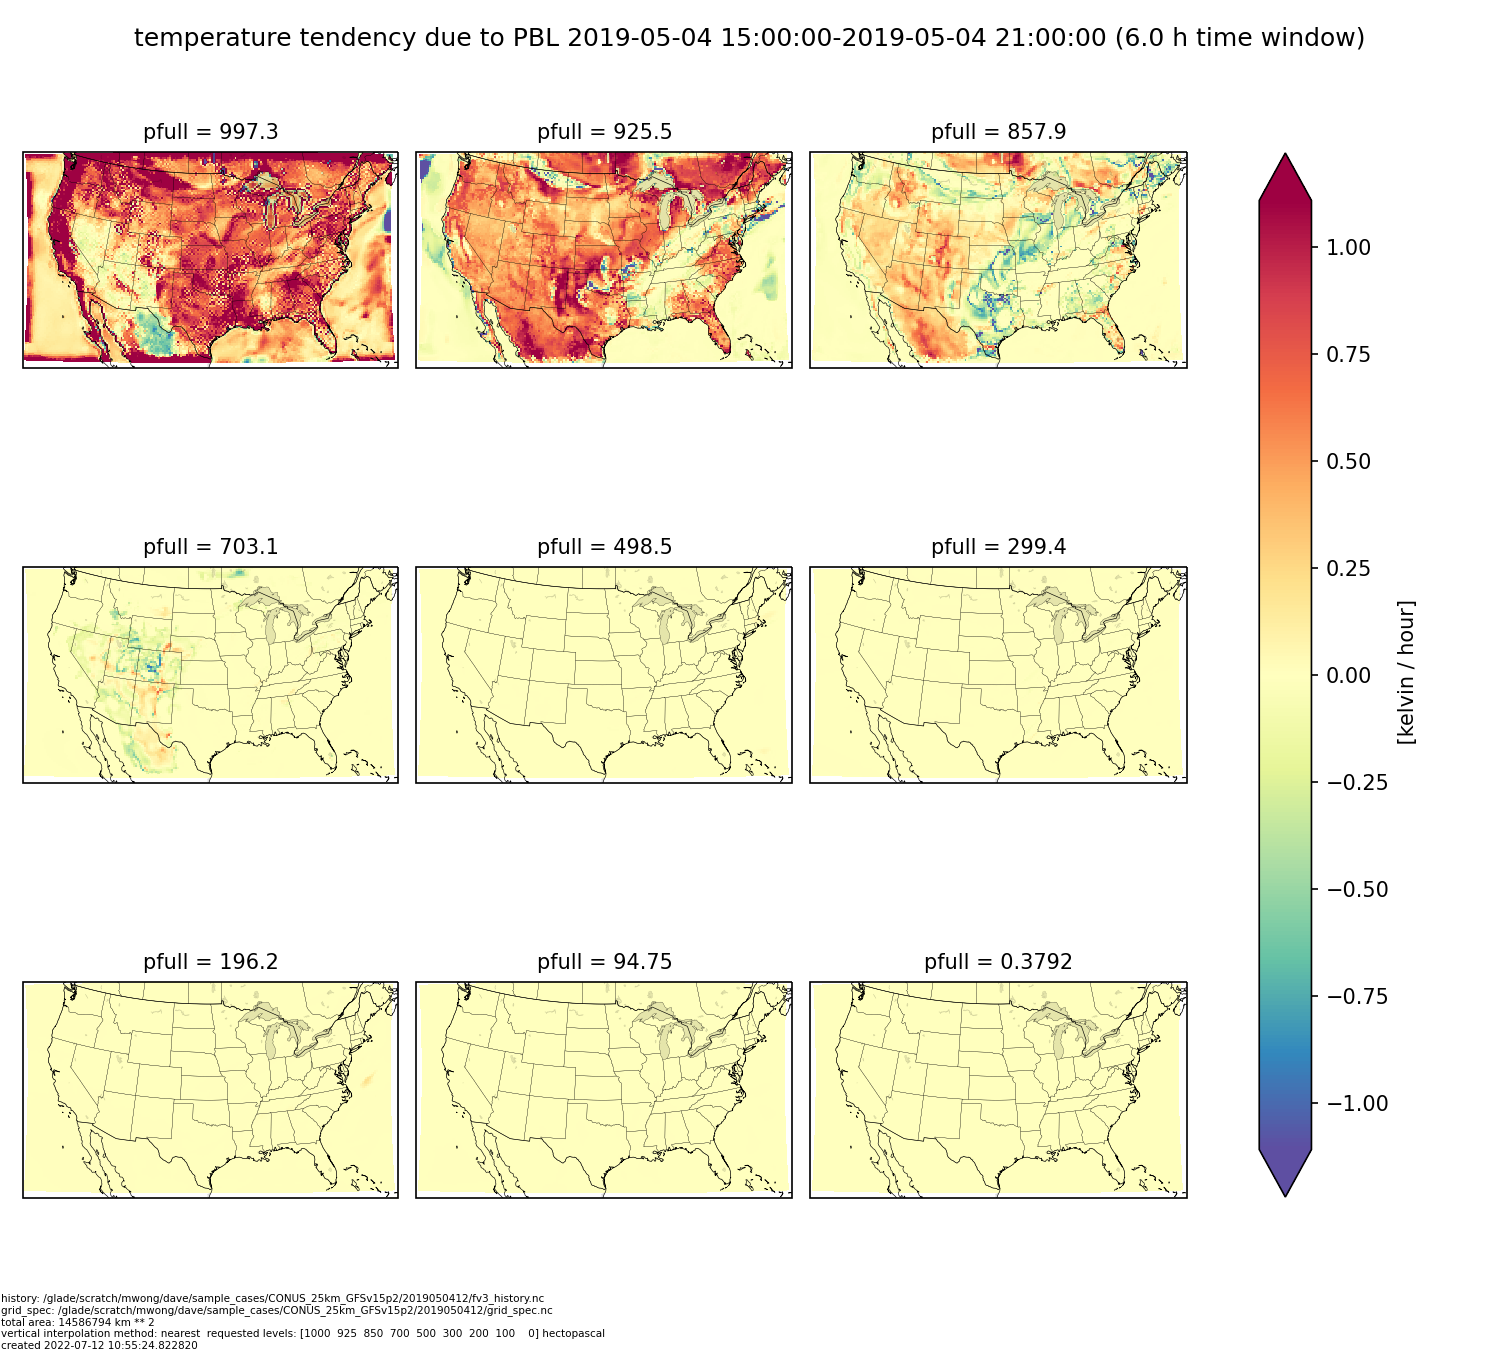 temperature tendency due to PBL 2019-05-04 15:00:00-2019-05-04 21:00:00 (6.0 h time window)
pfull = 997.3
pfull = 925.5
pfull = 857.9
pfull = 703.1
pfull = 498.5
pfull = 299.4
pfull = 196.2
pfull = 94.75
pfull = 0.3792
1.00
0.75
0.50
0.25
0.00
−0.25
−0.50
−0.75
−1.00
[kelvin / hour]
history: /glade/scratch/mwong/dave/sample_cases/CONUS_25km_GFSv15p2/2019050412/fv3_history.nc
grid_spec: /glade/scratch/mwong/dave/sample_cases/CONUS_25km_GFSv15p2/2019050412/grid_spec.nc
total area: 14586794 km ** 2
vertical interpolation method: nearest  requested levels: [1000  925  850  700  500  300  200  100    0] hectopascal
created 2022-07-12 10:55:24.822820